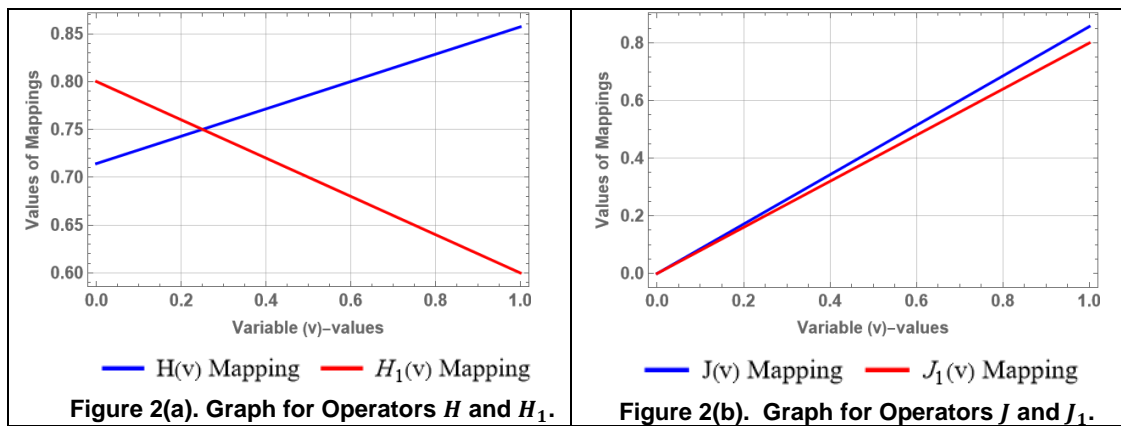 0.85
0.80
0.75
0.70
0.65
0.60
Values of Mappings
0.0 0.2 0.4 0.6 0.8 1.0
Variable (v)−values
H(v) Mapping H₁(v) Mapping
Figure 2(a). Graph for Operators H and H₁.
0.8
0.6
0.4
0.2
0.0
Values of Mappings
0.0 0.2 0.4 0.6 0.8 1.0
Variable (v)−values
J(v) Mapping J₁(v) Mapping
Figure 2(b). Graph for Operators J and J₁.